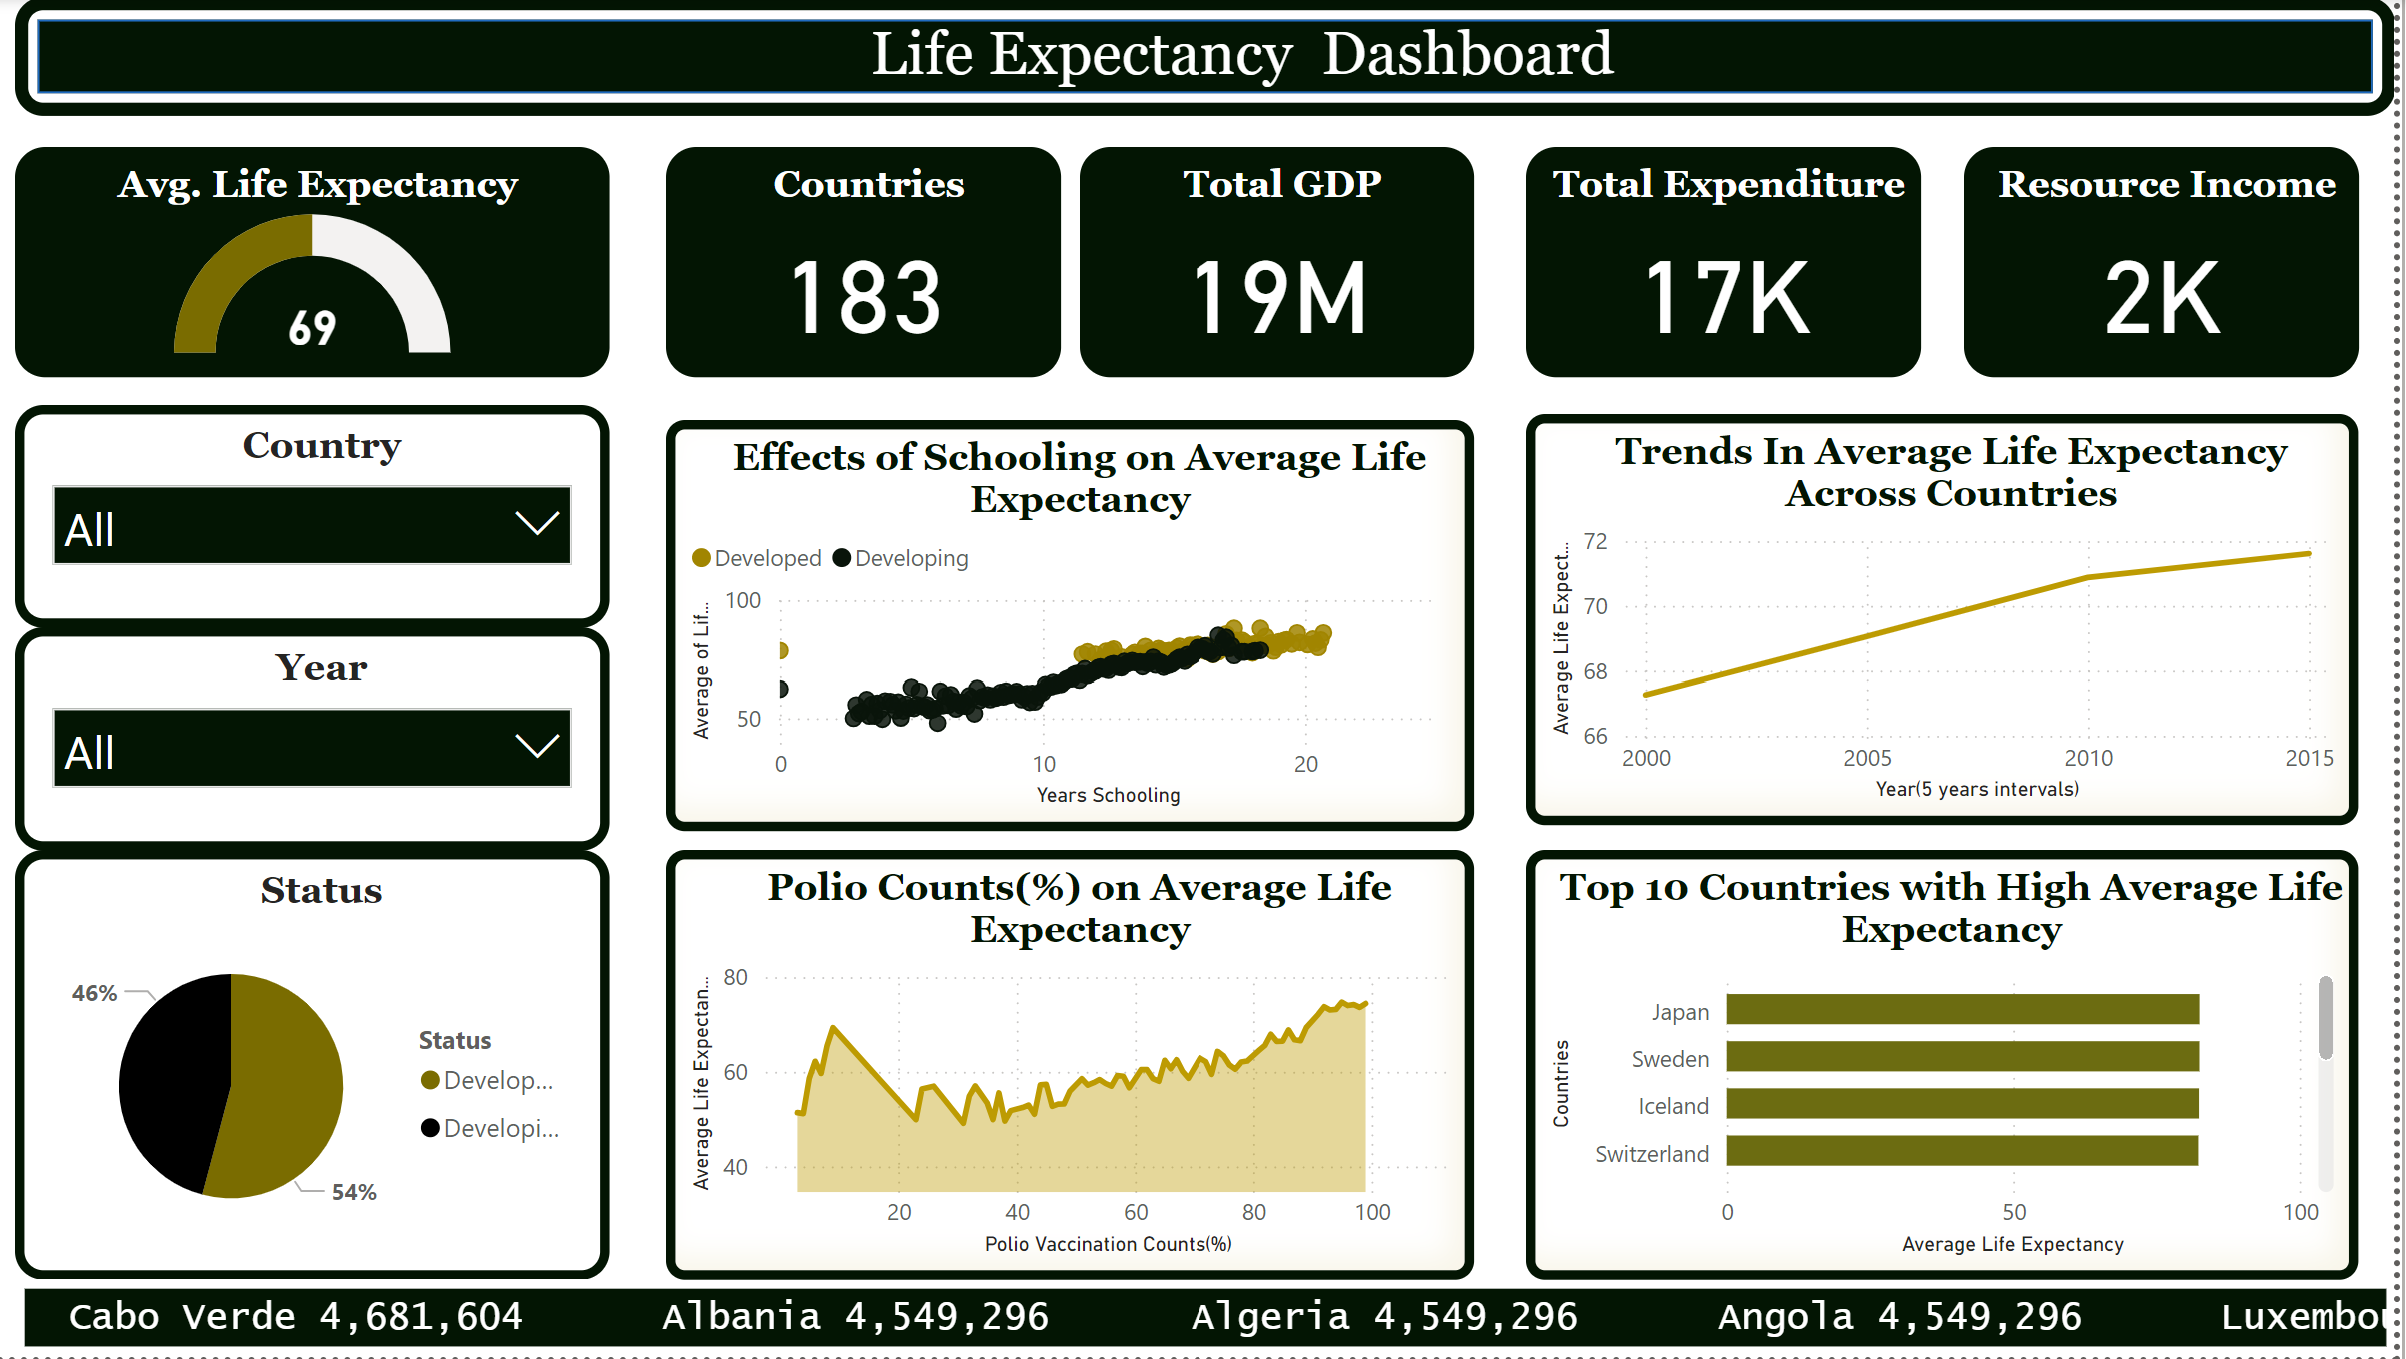 Life Expectancy Dashboard
Avg. Life Expectancy
69
Countries
183
Total GDP
19M
Total Expenditure
17K
Resource Income
2K
Country
All
Year
All
Status
46%
54%
Status
Develop...
Developi...
Effects of Schooling on Average Life
Expectancy
Developed
Developing
Average of Lif...
100
50
0
10
20
Years Schooling
Trends In Average Life Expectancy
Across Countries
Average Life Expect...
72
70
68
66
2000
2005
2010
2015
Year(5 years intervals)
Polio Counts(%) on Average Life
Expectancy
Average Life Expectan...
80
60
40
20
40
60
80
100
Polio Vaccination Counts(%)
Top 10 Countries with High Average Life
Expectancy
Countries
Japan
Sweden
Iceland
Switzerland
0
50
100
Average Life Expectancy
Cabo Verde 4,681,604
Albania 4,549,296
Algeria 4,549,296
Angola 4,549,296
Luxembou